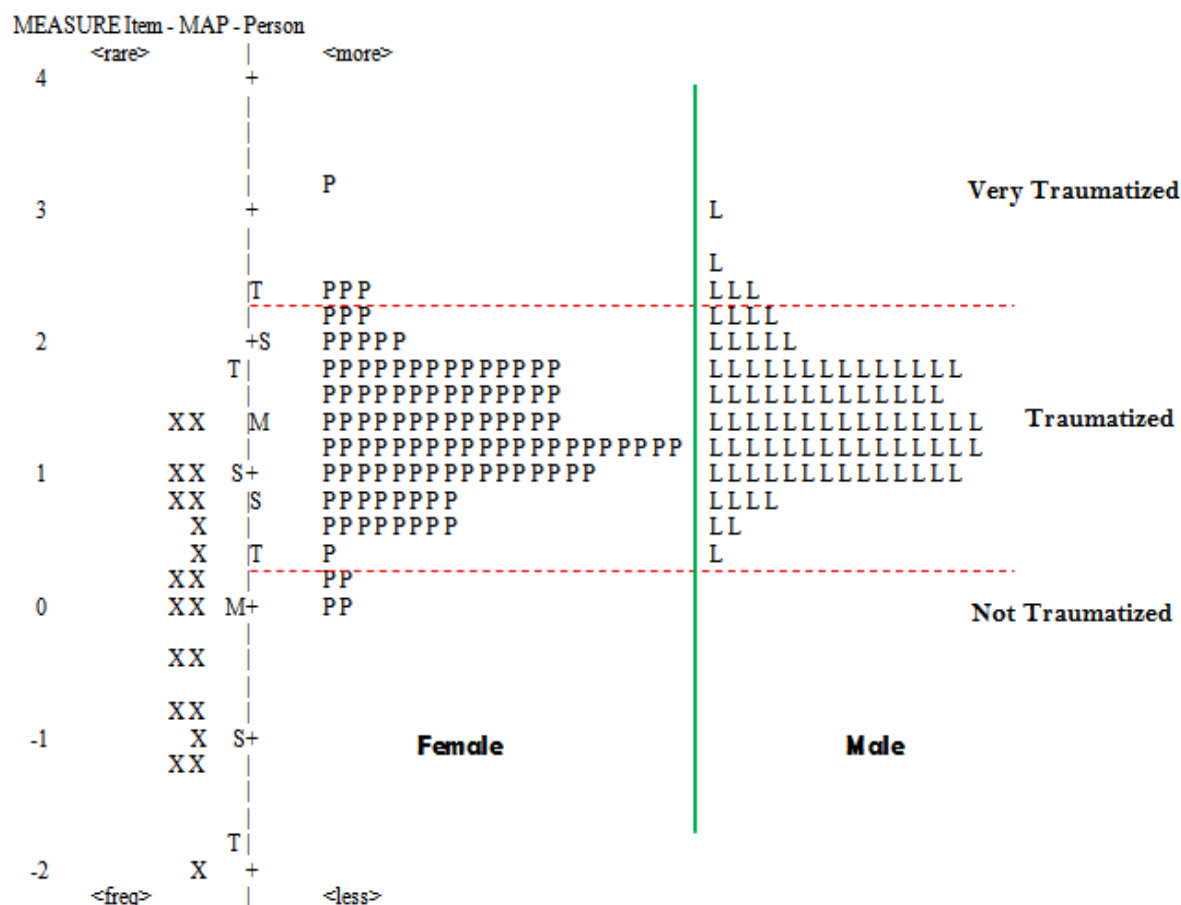 MEASURE Item - MAP - Person
<rare> | <more>
4 +
|
|
|
| P Very Traumatized
3 + L
|
| L
|T PPP LLL
| PPP LLLL
2 +S PPPPP LLLLL
T| PPPPPPPPPPPPPP LLLLLLLLLLLLLL
| PPPPPPPPPPPPPP LLLLLLLLLLLLL
XX |M PPPPPPPPPPPPPP LLLLLLLLLLLLLLL Traumatized
| PPPPPPPPPPPPPPPPPPPPP LLLLLLLLLLLLLLL
1 XX S+ PPPPPPPPPPPPPPPP LLLLLLLLLLLLLL
XX |S PPPPPPPP LLLL
X | PPPPPPPP LL
X |T P L
XX | PP
0 XX M+ PP Not Traumatized
|
XX |
|
XX |
-1 X S+ Female Male
XX |
|
|
T|
-2 X +
<freq> | <less>